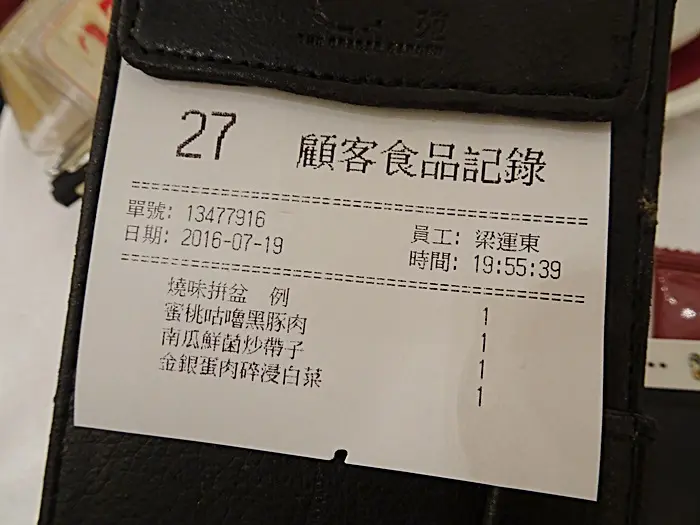 27 顧客食品記錄
單號: 13477916 員工: 梁運東
日期: 2016-07-19 時間: 19:55:39
燒味拼盆 例 1
蜜桃咕嚕黑豚肉 1
南瓜鮮菌炒帶子 1
金銀蛋肉碎浸白菜 1